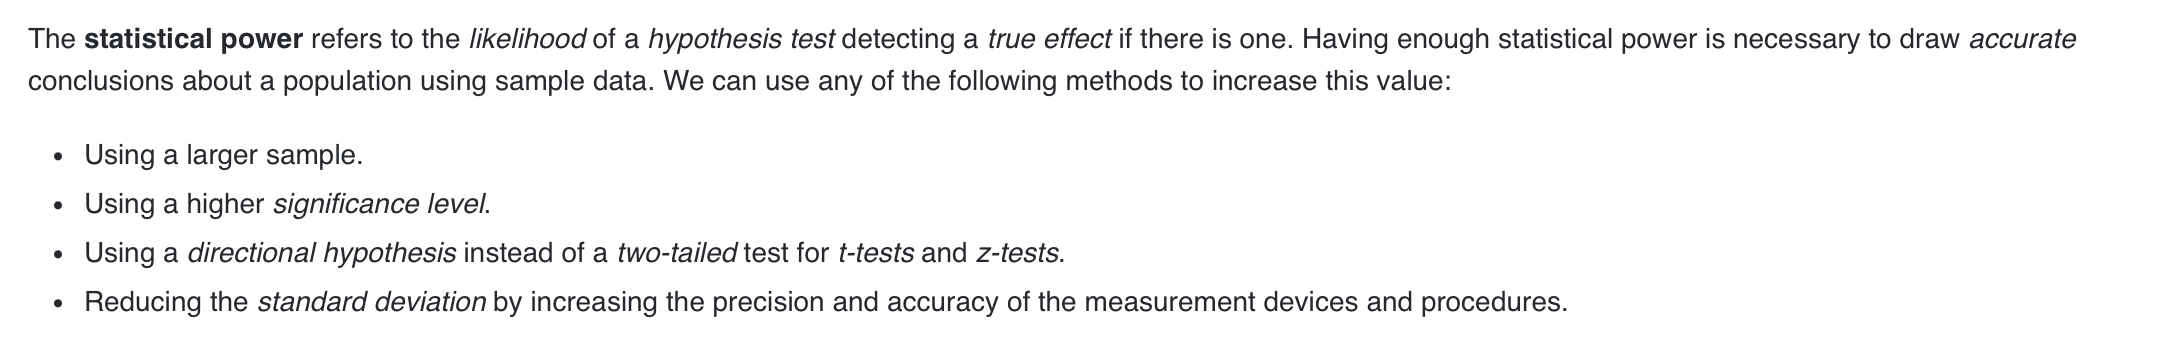 The statistical power refers to the likelihood of a hypothesis test detecting a true effect if there is one. Having enough statistical power is necessary to draw accurate
conclusions about a population using sample data. We can use any of the following methods to increase this value:
• Using a larger sample.
• Using a higher significance level.
• Using a directional hypothesis instead of a two-tailed test for t-tests and z-tests.
• Reducing the standard deviation by increasing the precision and accuracy of the measurement devices and procedures.